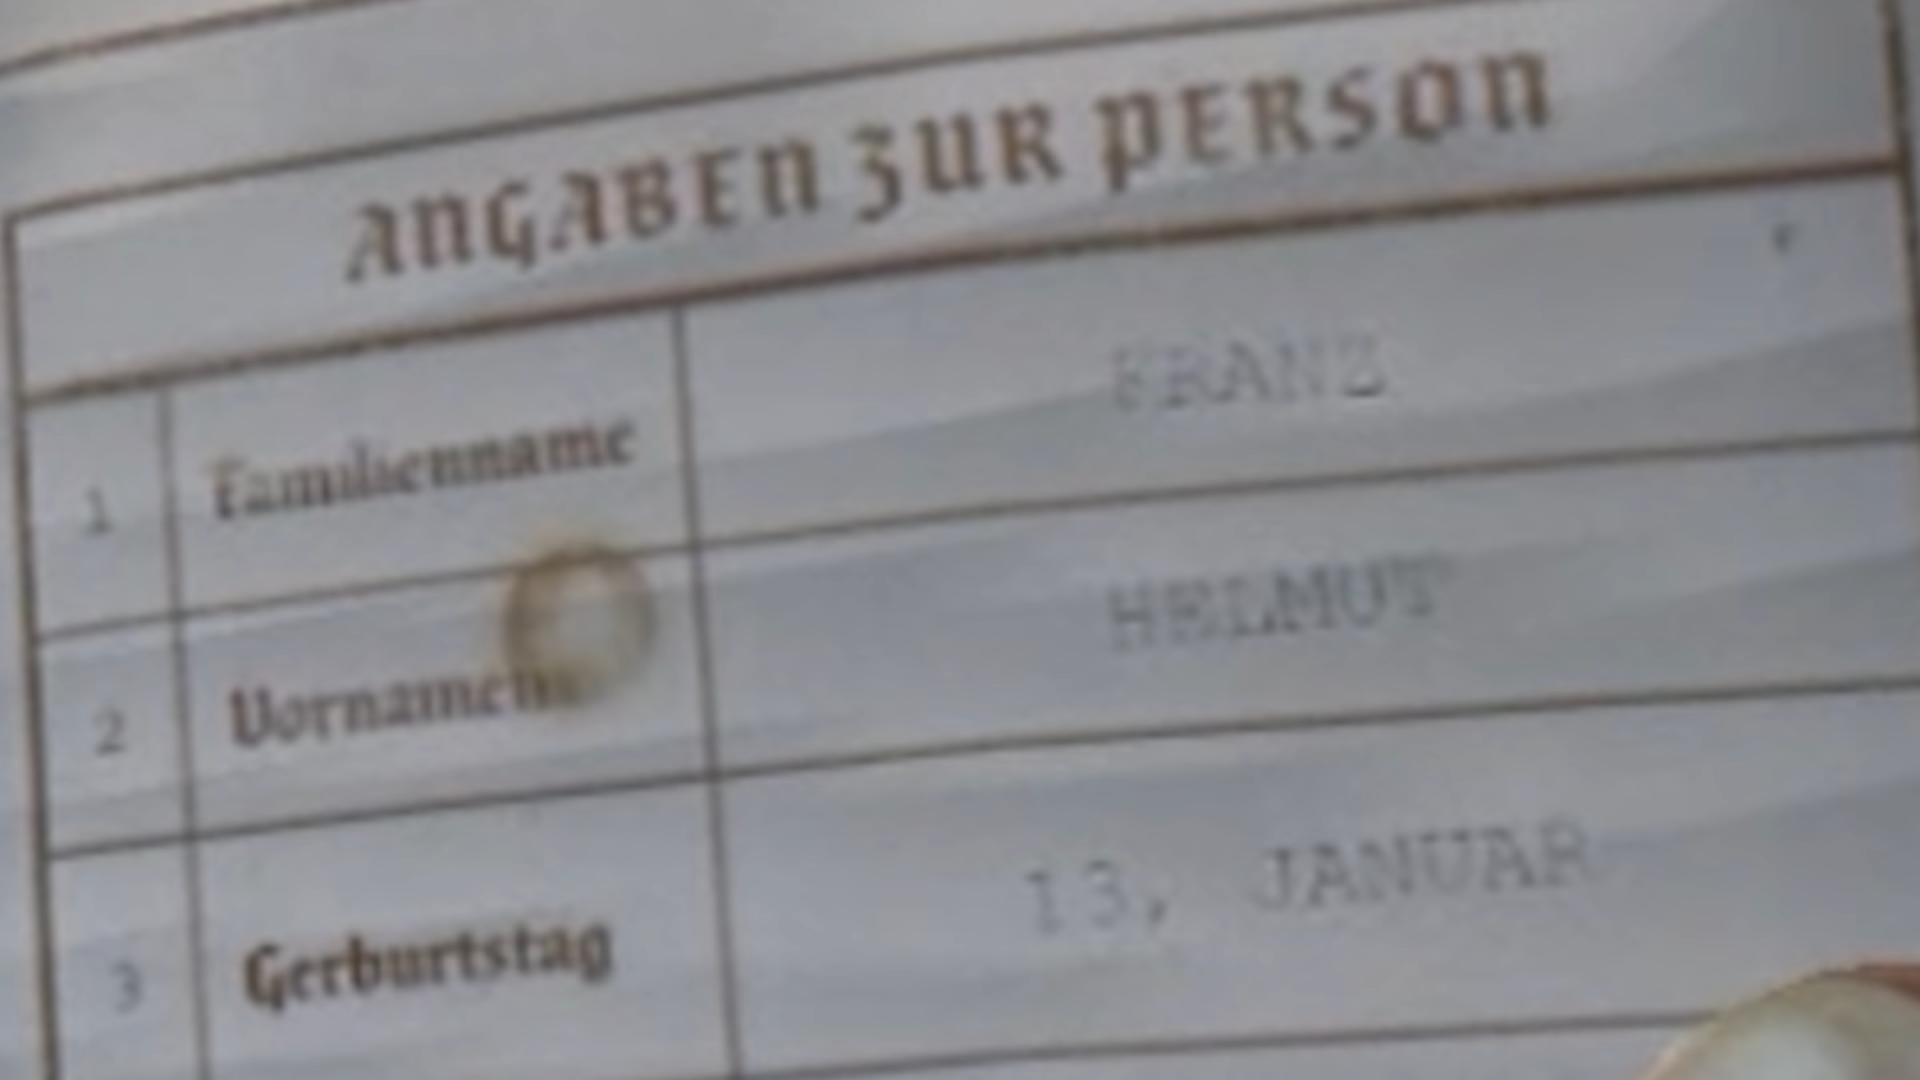 ANGABEN ZUR PERSON
1 Familienname FRANZ
2 Vornamen HELMUT
3 Gerburtstag 13, JANUAR